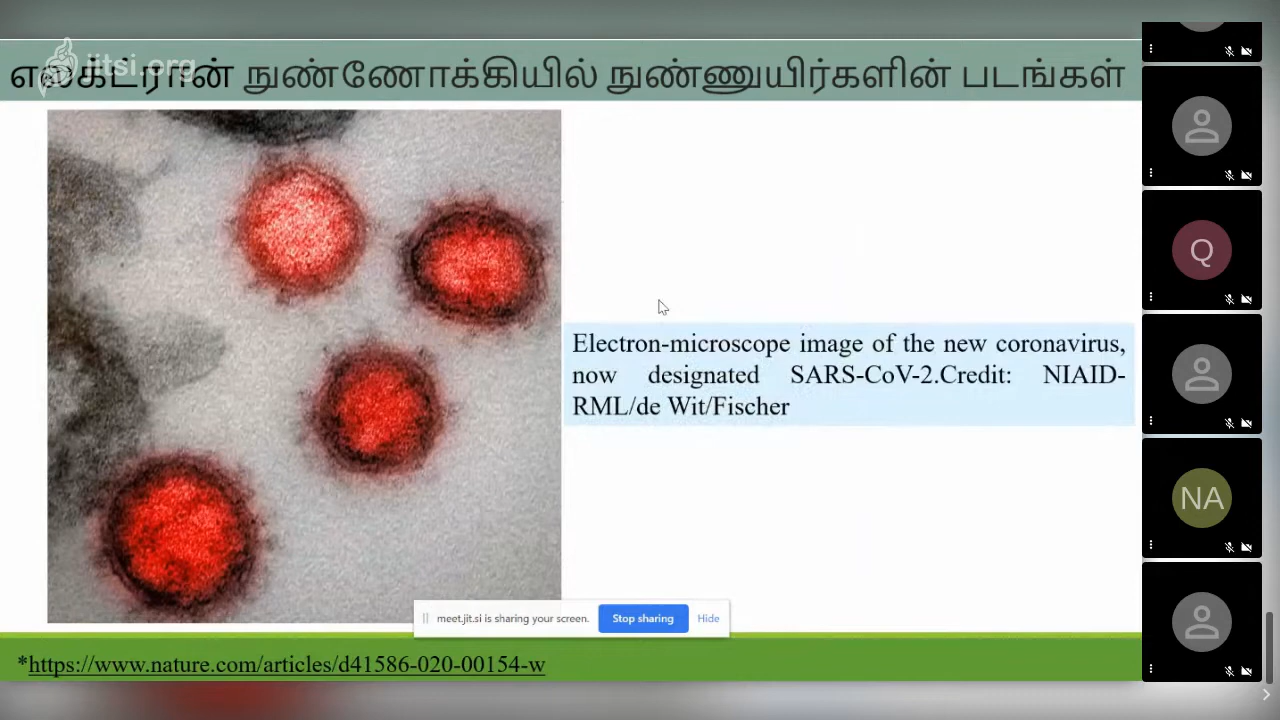 jitsi.org
எலக்ட்ரான் நுண்ணோக்கியில் நுண்ணுயிர்களின் படங்கள்
Electron-microscope image of the new coronavirus,
now designated SARS-CoV-2.Credit: NIAID-
RML/de Wit/Fischer
Q
NA
meet.jit.si is sharing your screen. Stop sharing Hide
*https://www.nature.com/articles/d41586-020-00154-w